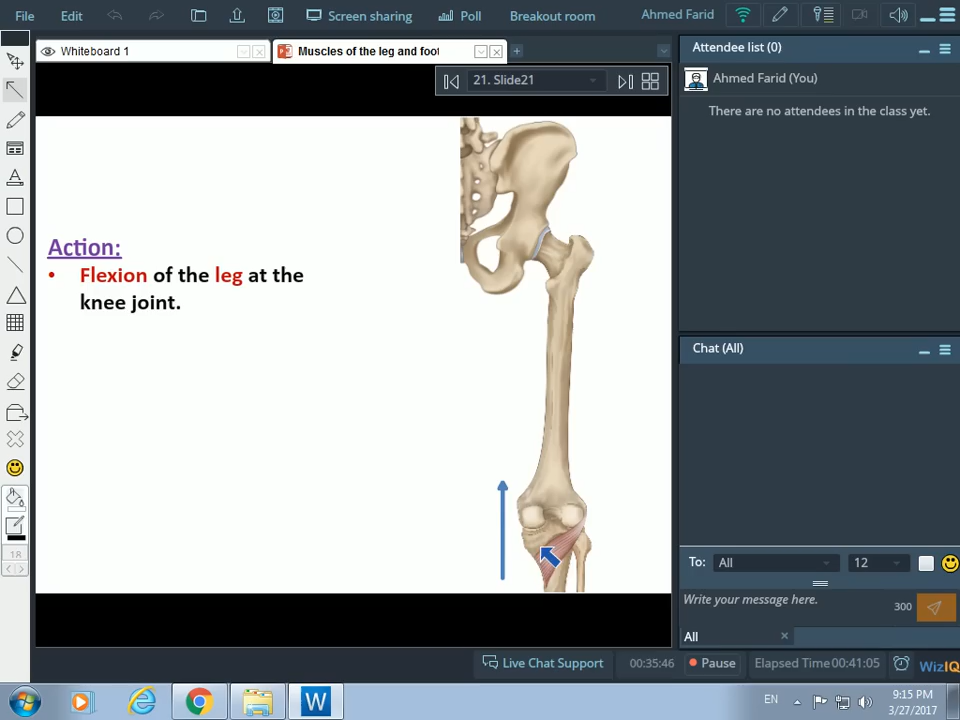 File Edit Screen sharing Poll Breakout room Ahmed Farid
Whiteboard 1 Muscles of the leg and foot
Attendee list (0)
21. Slide21
Ahmed Farid (You)
There are no attendees in the class yet.
Action:
• Flexion of the leg at the
knee joint.
Chat (All)
To: All 12
Write your message here. 300
All
18
Live Chat Support 00:35:46 Pause Elapsed Time 00:41:05 WizIQ
W EN 9:15 PM
3/27/2017